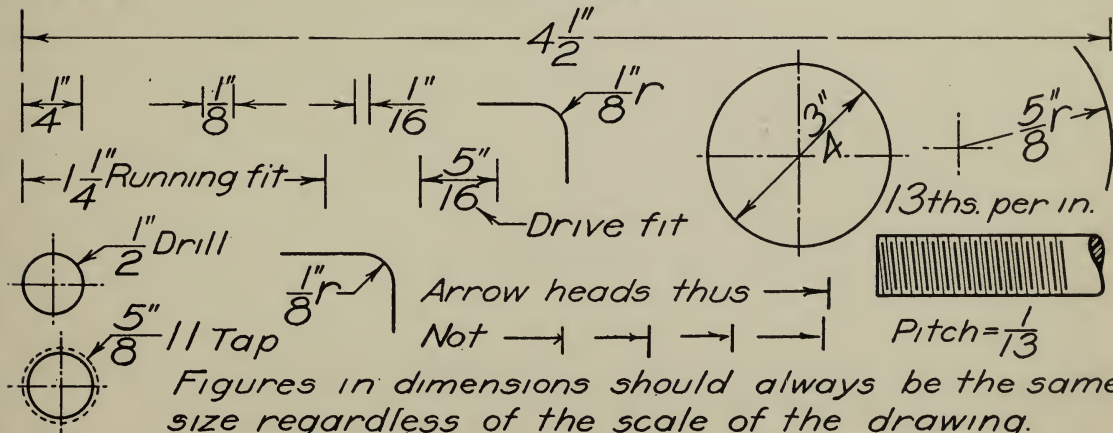 4 1/2"
1/4" 1/8" 1/16" 1/8"r 3/4" 5/8"r
1 1/4" Running fit 5/16" Drive fit
13ths. per in.
1/2" Drill 1/8"r Arrow heads thus
5/8" 11 Tap Not Pitch=1/13
Figures in dimensions should always be the same
size regardless of the scale of the drawing.